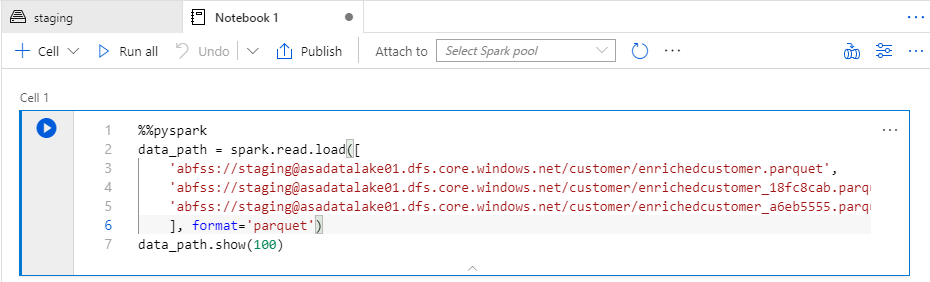 staging
Notebook 1
Cell Run all Undo Publish Attach to Select Spark pool
Cell 1
1 %%pyspark
2 data_path = spark.read.load([
3 'abfss://staging@asadatalake01.dfs.core.windows.net/customer/enrichedcustomer.parquet',
4 'abfss://staging@asadatalake01.dfs.core.windows.net/customer/enrichedcustomer_18fc8cab.parqu
5 'abfss://staging@asadatalake01.dfs.core.windows.net/customer/enrichedcustomer_a6eb5555.parqu
6 ], format='parquet')
7 data_path.show(100)